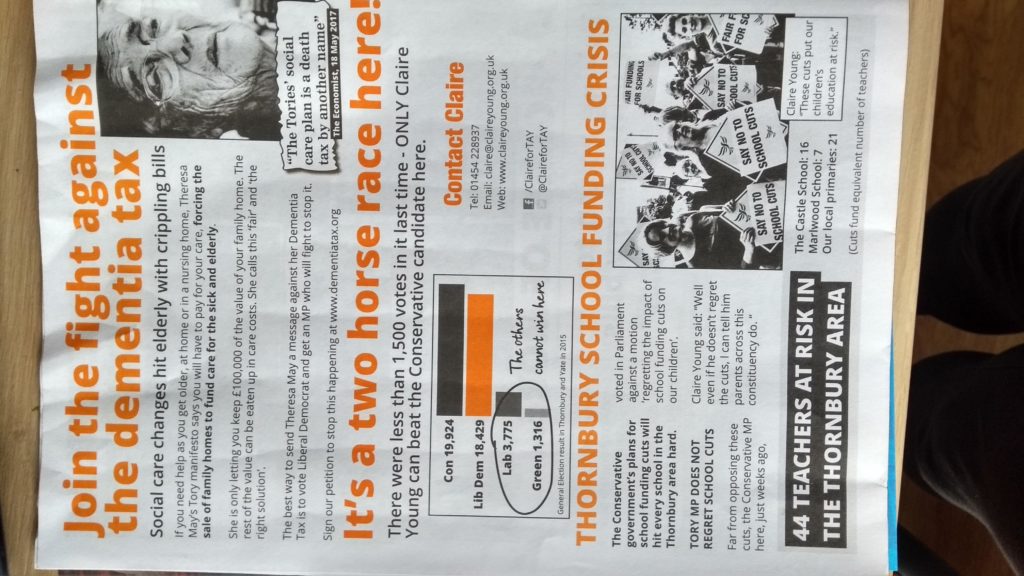 Join the fight against
the dementia tax
Social care changes hit elderly with crippling bills
If you need help as you get older, at home or in a nursing home, Theresa
May's Tory manifesto says you will have to pay for your care, forcing the
sale of family homes to fund care for the sick and elderly.
She is only letting you keep £100,000 of the value of your family home. The
rest of the value can be eaten up in care costs. She calls this 'fair' and the
right solution'.
The best way to send Theresa May a message against her Dementia
Tax is to vote Liberal Democrat and get an MP who will fight to stop it.
Sign our petition to stop this happening at www.dementiatax.org
"The Tories' social
care plan is a death
tax by another name"
The Economist, 18 May 2017
It's a two horse race here!
There were less than 1,500 votes in it last time - ONLY Claire
Young can beat the Conservative candidate here.
Con 19,924
Lib Dem 18,429
Lab 3,775
Green 1,316
The others
cannot win here
General Election result in Thornbury and Yate in 2015
Contact Claire
Tel: 01454 228937
Email: claire@claireyoung.org.uk
Web: www.claireyoung.org.uk
/ClaireforTAY
@ClaireforTAY
THORNBURY SCHOOL FUNDING CRISIS
The Conservative
government's plans for
school funding cuts will
hit every school in the
Thornbury area hard.
TORY MP DOES NOT
REGRET SCHOOL CUTS
Far from opposing these
cuts, the Conservative MP
here, just weeks ago,
voted in Parliament
against a motion
'regretting the impact of
school funding cuts on
our children'.
Claire Young said: "Well
even if he doesn't regret
the cuts, I can tell him
parents across this
constituency do. "
SAY NO TO
SCHOOL CUTS
SAY NO TO
SCHOOL CUTS
SAY NO TO
SCHOOL CUTS
FAIR FUNDING
FOR SCHOOLS
FAIR F
FOR S
Claire Young:
"These cuts put our
children's
education at risk."
44 TEACHERS AT RISK IN
THE THORNBURY AREA
The Castle School: 16
Marlwood School: 7
Our local primaries: 21
(Cuts fund equivalent number of teachers)